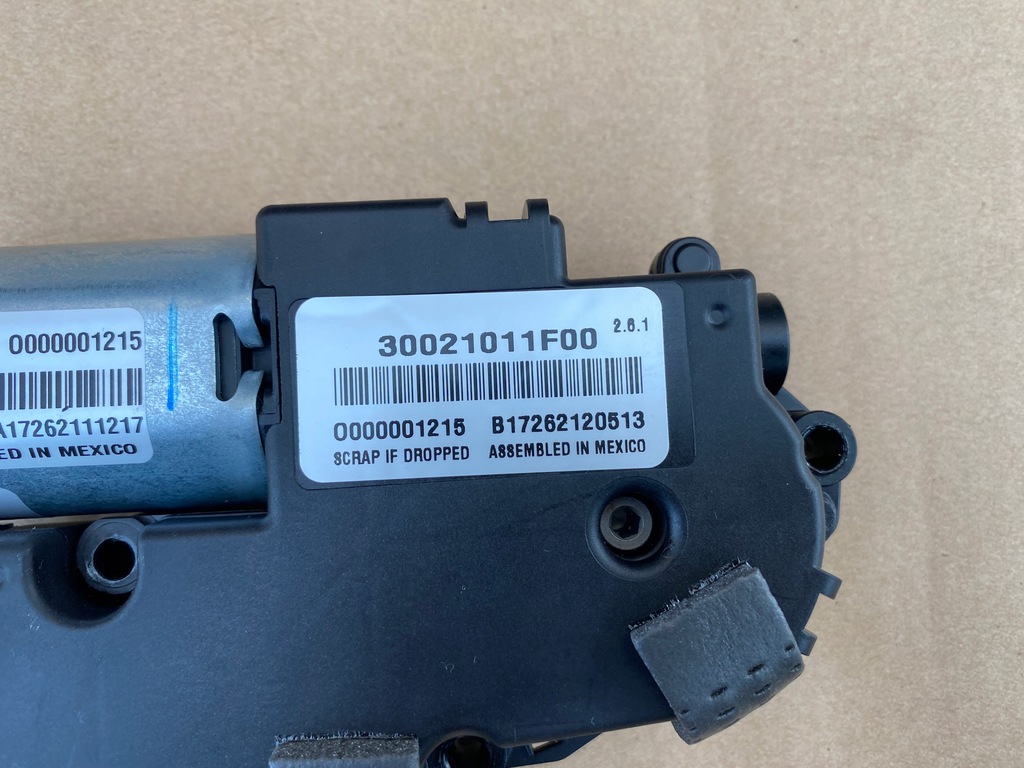 0000001215
A17262111217
ED IN MEXICO
30021011F00
2.6.1
0000001215 B17262120513
SCRAP IF DROPPED ASSEMBLED IN MEXICO